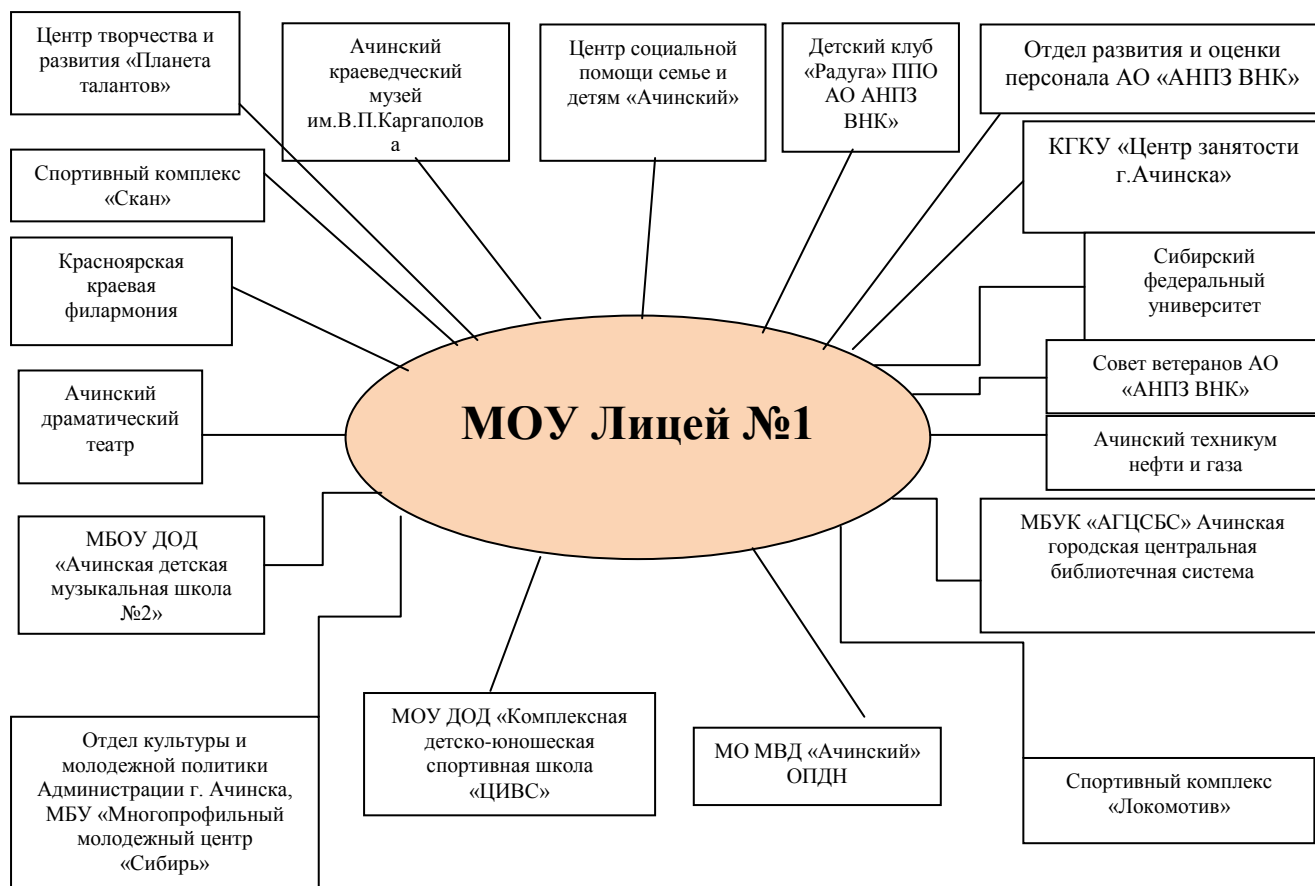 Центр творчества и
развития «Планета
талантов»
Ачинский
краеведческий
музей
им.В.П.Каргаполов
а
Центр социальной
помощи семье и
детям «Ачинский»
Детский клуб
«Радуга» ППО
АО АНПЗ
ВНК»
Отдел развития и оценки
персонала АО «АНПЗ ВНК»
Спортивный комплекс
«Скан»
КГКУ «Центр занятости
г.Ачинска»
Красноярская
краевая
филармония
Сибирский
федеральный
университет
Ачинский
драматический
театр
МОУ Лицей №1
Совет ветеранов АО
«АНПЗ ВНК»
Ачинский техникум
нефти и газа
МБОУ ДОД
«Ачинская детская
музыкальная школа
№2»
МБУК «АГЦСБС» Ачинская
городская центральная
библиотечная система
Отдел культуры и
молодежной политики
Администрации г. Ачинска,
МБУ «Многопрофильный
молодежный центр
«Сибирь»
МОУ ДОД «Комплексная
детско-юношеская
спортивная школа
«ЦИВС»
МО МВД «Ачинский»
ОПДН
Спортивный комплекс
«Локомотив»